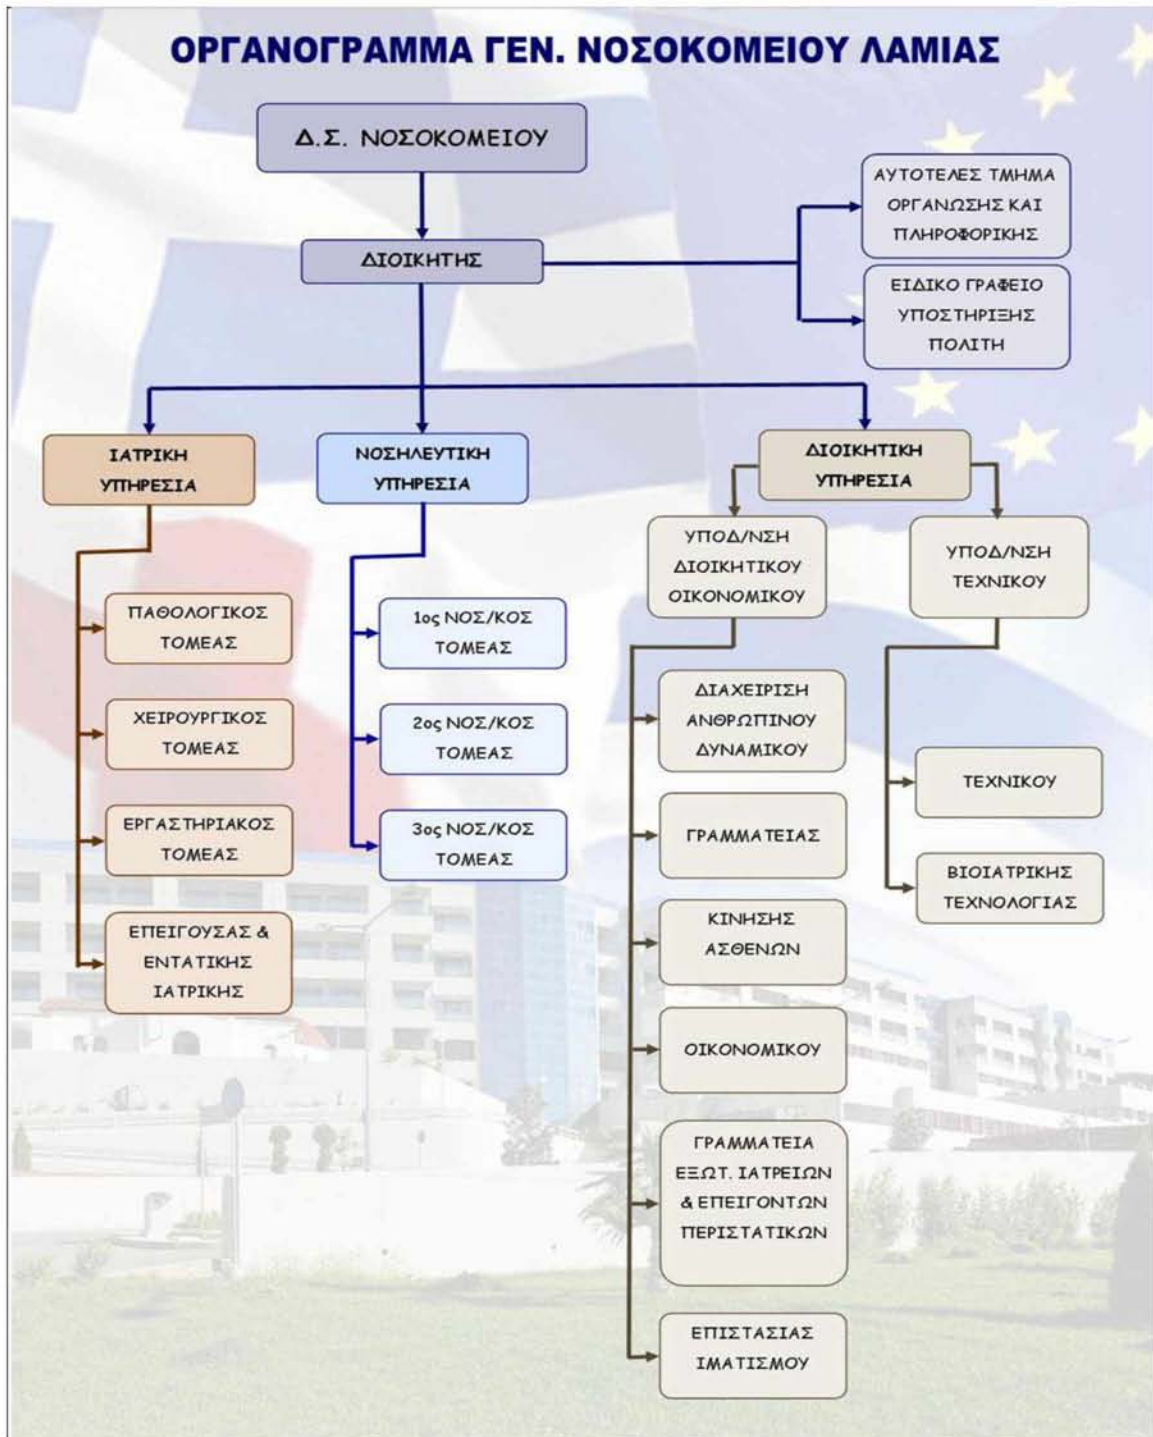 ΟΡΓΑΝΟΓΡΑΜΜΑ ΓΕΝ. ΝΟΣΟΚΟΜΕΙΟΥ ΛΑΜΙΑΣ
Δ.Σ. ΝΟΣΟΚΟΜΕΙΟΥ
ΔΙΟΙΚΗΤΗΣ
ΑΥΤΟΤΕΛΕΣ ΤΜΗΜΑ
ΟΡΓΑΝΩΣΗΣ ΚΑΙ
ΠΛΗΡΟΦΟΡΙΚΗΣ
ΕΙΔΙΚΟ ΓΡΑΦΕΙΟ
ΥΠΟΣΤΗΡΙΞΗΣ
ΠΟΛΙΤΗ
ΙΑΤΡΙΚΗ
ΥΠΗΡΕΣΙΑ
ΠΑΘΟΛΟΓΙΚΟΣ
ΤΟΜΕΑΣ
ΧΕΙΡΟΥΡΓΙΚΟΣ
ΤΟΜΕΑΣ
ΕΡΓΑΣΤΗΡΙΑΚΟΣ
ΤΟΜΕΑΣ
ΕΠΕΙΓΟΥΣΑΣ &
ΕΝΤΑΤΙΚΗΣ
ΙΑΤΡΙΚΗΣ
ΝΟΣΗΛΕΥΤΙΚΗ
ΥΠΗΡΕΣΙΑ
1ος ΝΟΣ/ΚΟΣ
ΤΟΜΕΑΣ
2ος ΝΟΣ/ΚΟΣ
ΤΟΜΕΑΣ
3ος ΝΟΣ/ΚΟΣ
ΤΟΜΕΑΣ
ΔΙΟΙΚΗΤΙΚΗ
ΥΠΗΡΕΣΙΑ
ΥΠΟΔ/ΝΣΗ
ΔΙΟΙΚΗΤΙΚΟΥ
ΟΙΚΟΝΟΜΙΚΟΥ
ΔΙΑΧΕΙΡΙΣΗ
ΑΝΘΡΩΠΙΝΟΥ
ΔΥΝΑΜΙΚΟΥ
ΓΡΑΜΜΑΤΕΙΑΣ
ΚΙΝΗΣΗΣ
ΑΣΘΕΝΩΝ
ΟΙΚΟΝΟΜΙΚΟΥ
ΓΡΑΜΜΑΤΕΙΑ
ΕΞΩΤ. ΙΑΤΡΕΙΩΝ
& ΕΠΕΙΓΟΝΤΩΝ
ΠΕΡΙΣΤΑΤΙΚΩΝ
ΕΠΙΣΤΑΣΙΑΣ
ΙΜΑΤΙΣΜΟΥ
ΥΠΟΔ/ΝΣΗ
ΤΕΧΝΙΚΟΥ
ΤΕΧΝΙΚΟΥ
ΒΙΟΙΑΤΡΙΚΗΣ
ΤΕΧΝΟΛΟΓΙΑΣ